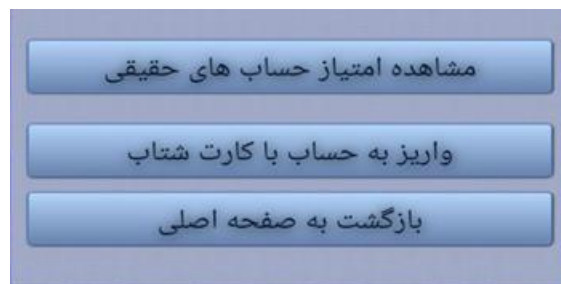 مشاهده امتیاز حساب های حقیقی
واریز به حساب با کارت شتاب
بازگشت به صفحه اصلی